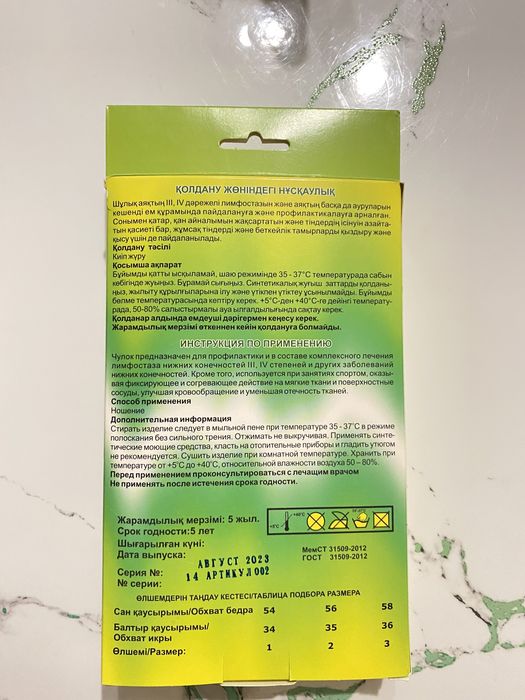 ҚОЛДАНУ ЖӨНІНДЕГІ НҰСҚАУЛЫҚ
Шұлық аяқтың III, IV дәрежелі лимфостазын және аяқтың басқа да ауруларын
кешенді ем құрамында пайдалануға және профилактикалауға арналған.
Сонымен қатар, қан айналымын жақсартатын және тіндердің ісінуін азайта-
тын қасиеті бар, жұмсақ тіндерді және беткейлік тамырларды қыздыру және
қысу үшін де пайдаланылады.
Қолдану тәсілі
Киіп жүру
Қосымша ақпарат
Бұйымды қатты ысқыламай, шаю режимінде 35 - 37°С температурада сабын
көбігінде жуыңыз. Бұрамай сығыңыз. Синтетикалық жуғыш заттарды қолданы-
ңыз, жылыту құрылғыларына ілу және үтікпен үтіктеу ұсынылмайды. Бұйымды
бөлме температурасында кептіру керек. +5°С-ден +40°С-ге дейінгі температу-
рада, 50-80% салыстырмалы ауа ылғалдылығында сақтау керек.
Қолданар алдында емдеуші дәрігермен кеңесу керек.
Жарамдылық мерзімі өткеннен кейін қолдануға болмайды.
ИНСТРУКЦИЯ ПО ПРИМЕНЕНИЮ
Чулок предназначен для профилактики и в составе комплексного лечения
лимфостаза нижних конечностей III, IV степеней и других заболеваний
нижних конечностей. Кроме того, используется при занятиях спортом, оказы-
вая фиксирующее и согревающее действие на мягкие ткани и поверхностные
сосуды, улучшая кровообращение и уменьшая отечность тканей.
Способ применения
Ношение
Дополнительная информация
Стирать изделие следует в мыльной пене при температуре 35 - 37°С в режиме
полоскания без сильного трения. Отжимать не выкручивая. Применять синте-
тические моющие средства, класть на отопительные приборы и гладить утюгом
не рекомендуется. Сушить изделие при комнатной температуре. Хранить при
температуре от +5°С до +40°С, относительной влажности воздуха 50 – 80%.
Перед применением проконсультироваться с лечащим врачом
Не применять после истечения срока годности.
Жарамдылық мерзімі: 5 жыл.
Срок годности:5 лет
Шығарылған күні:
Дата выпуска:
АВГУСТ 2023
Серия №:
14 АРТИКУЛ 002
№ серии:
+5°C
+40°C
МемСТ 31509-2012
ГОСТ 31509-2012
ӨЛШЕМДЕРІН ТАҢДАУ КЕСТЕСІ/ТАБЛИЦА ПОДБОРА РАЗМЕРА
Сан қаусырымы/Обхват бедра 54 56 58
Балтыр қаусырымы/
Обхват икры 34 35 36
Өлшемі/Размер: 1 2 3